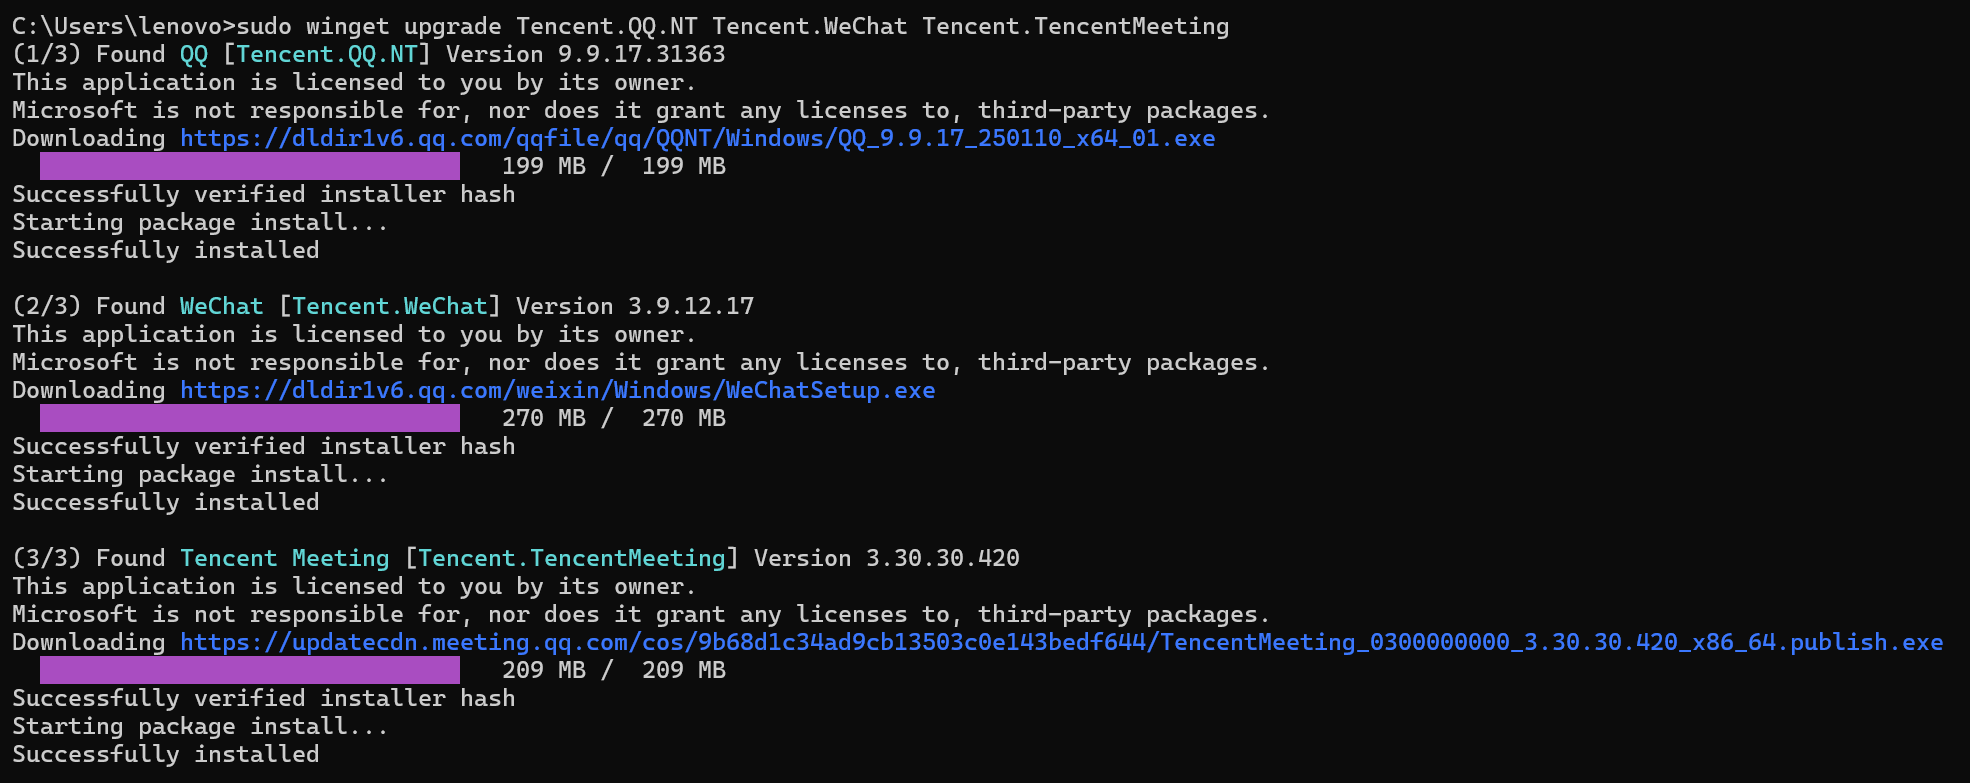 C:\Users\lenovo>sudo winget upgrade Tencent.QQ.NT Tencent.WeChat Tencent.TencentMeeting
(1/3) Found QQ [Tencent.QQ.NT] Version 9.9.17.31363
This application is licensed to you by its owner.
Microsoft is not responsible for, nor does it grant any licenses to, third-party packages.
Downloading https://dldir1v6.qq.com/qqfile/qq/QQNT/Windows/QQ_9.9.17_250110_x64_01.exe
199 MB / 199 MB
Successfully verified installer hash
Starting package install...
Successfully installed
(2/3) Found WeChat [Tencent.WeChat] Version 3.9.12.17
This application is licensed to you by its owner.
Microsoft is not responsible for, nor does it grant any licenses to, third-party packages.
Downloading https://dldir1v6.qq.com/weixin/Windows/WeChatSetup.exe
270 MB / 270 MB
Successfully verified installer hash
Starting package install...
Successfully installed
(3/3) Found Tencent Meeting [Tencent.TencentMeeting] Version 3.30.30.420
This application is licensed to you by its owner.
Microsoft is not responsible for, nor does it grant any licenses to, third-party packages.
Downloading https://updatecdn.meeting.qq.com/cos/9b68d1c34ad9cb13503c0e143bedf644/TencentMeeting_0300000000_3.30.30.420_x86_64.publish.exe
209 MB / 209 MB
Successfully verified installer hash
Starting package install...
Successfully installed